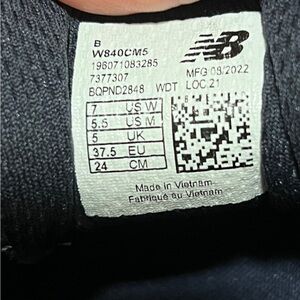 B
W840CM5
196071083285
7377307 MFG 08/2022
BQPND2848 WDT LOC.21
7 US W
5.5 US M
5 UK
37.5 EU
24 CM
Made in Vietnam
Fabriqué au Vietnam